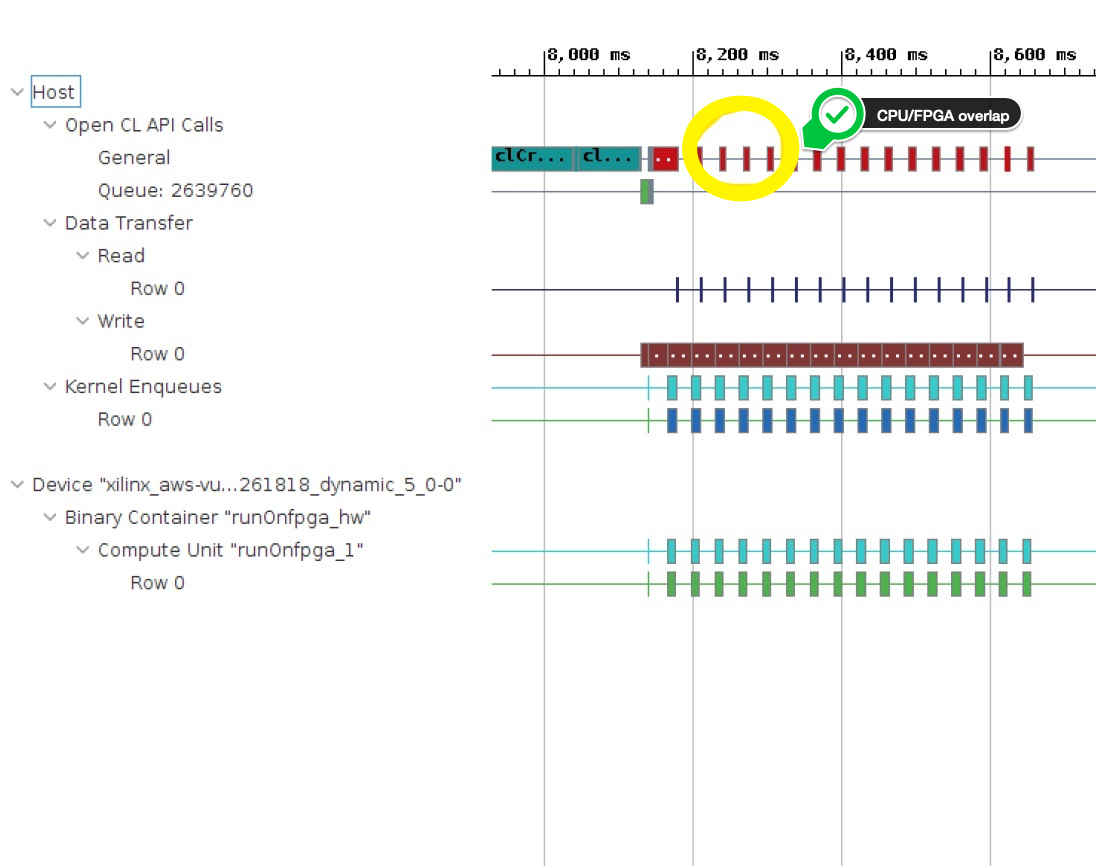 8,000 ms 8,200 ms 8,400 ms 8,600 ms
Host
CPU/FPGA overlap
Open CL API Calls
General clCr... cl... ..
Queue: 2639760
Data Transfer
Read
Row 0
Write
Row 0
Kernel Enqueues
Row 0
Device "xilinx_aws-vu...261818_dynamic_5_0-0"
Binary Container "runOnfpga_hw"
Compute Unit "runOnfpga_1"
Row 0